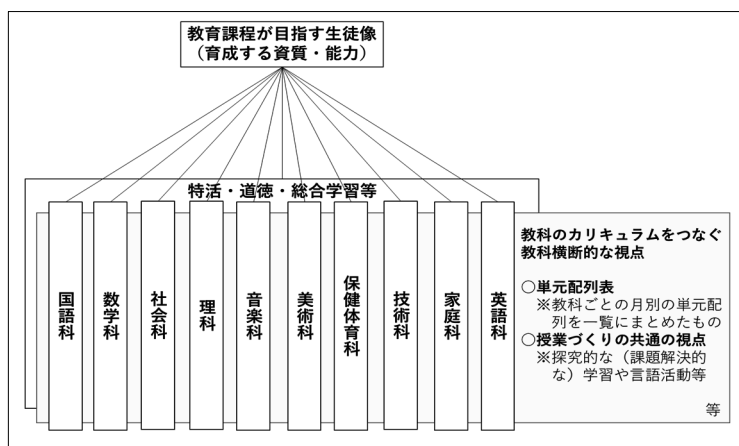 教育課程が目指す生徒像
（育成する資質・能力）
特活・道徳・総合学習等
国語科
数学科
社会科
理科
音楽科
美術科
保健体育科
技術科
家庭科
英語科
教科のカリキュラムをつなぐ
教科横断的な視点
○単元配列表
※教科ごとの月別の単元配
列を一覧にまとめたもの
○授業づくりの共通の視点
※探究的な（課題解決的
な）学習や言語活動等
等